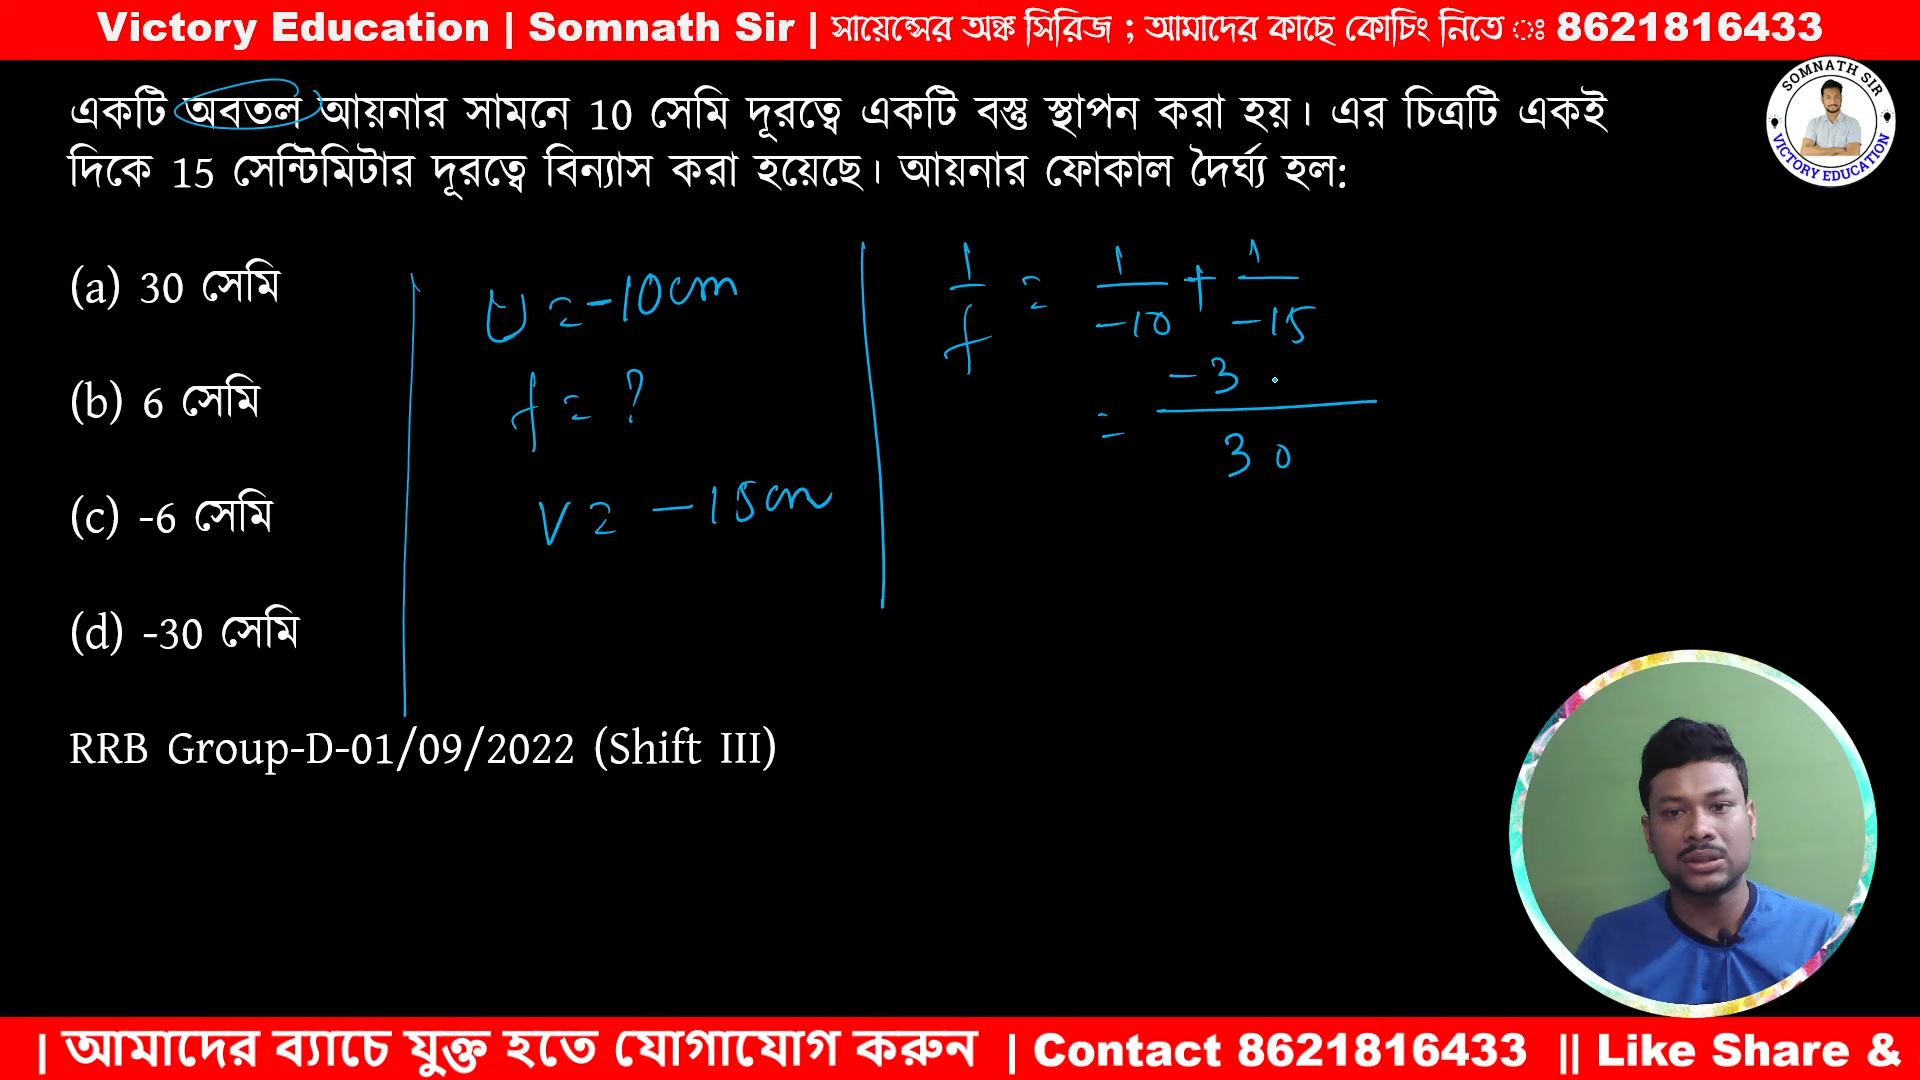 Victory Education | Somnath Sir | সায়েন্সের অঙ্ক সিরিজ ; আমাদের কাছে কোচিং নিতে ঃ 8621816433
SOMNATH SIR
VICTORY EDUCATION
একটি অবতল আয়নার সামনে 10 সেমি দূরত্বে একটি বস্তু স্থাপন করা হয়। এর চিত্রটি একই
দিকে 15 সেন্টিমিটার দূরত্বে বিন্যাস করা হয়েছে। আয়নার ফোকাল দৈর্ঘ্য হল:
(a) 30 সেমি
(b) 6 সেমি
(c) -6 সেমি
(d) -30 সেমি
U = -10cm
f = ?
V = -15cm
1/f = 1/-10 + 1/-15
= -3 / 30
RRB Group-D-01/09/2022 (Shift III)
| আমাদের ব্যাচে যুক্ত হতে যোগাযোগ করুন | Contact 8621816433 || Like Share &